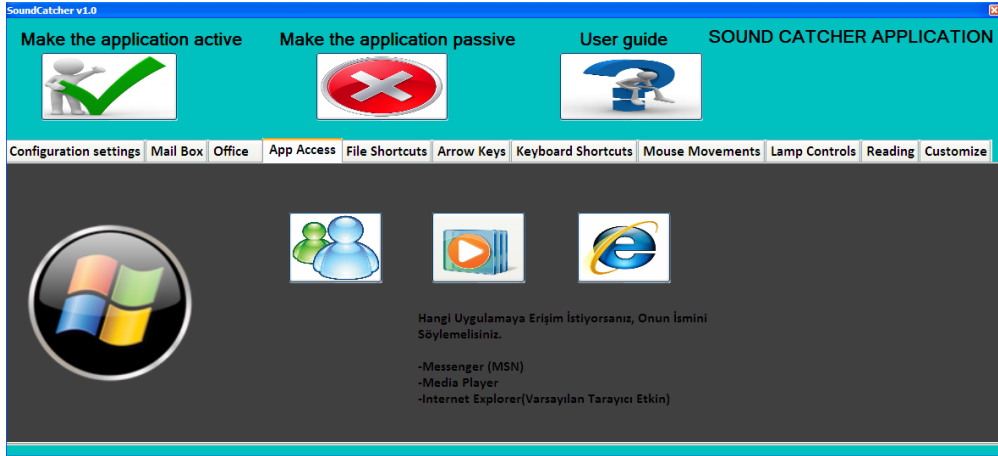 SoundCatcher v1.0
Make the application active
Make the application passive
User guide
SOUND CATCHER APPLICATION
Configuration settings Mail Box Office App Access File Shortcuts Arrow Keys Keyboard Shortcuts Mouse Movements Lamp Controls Reading Customize
Hangi Uygulamaya Erişim İstiyorsanız, Onun İsmini
Söylemelisiniz.
-Messenger (MSN)
-Media Player
-Internet Explorer(Varsayılan Tarayıcı Etkin)